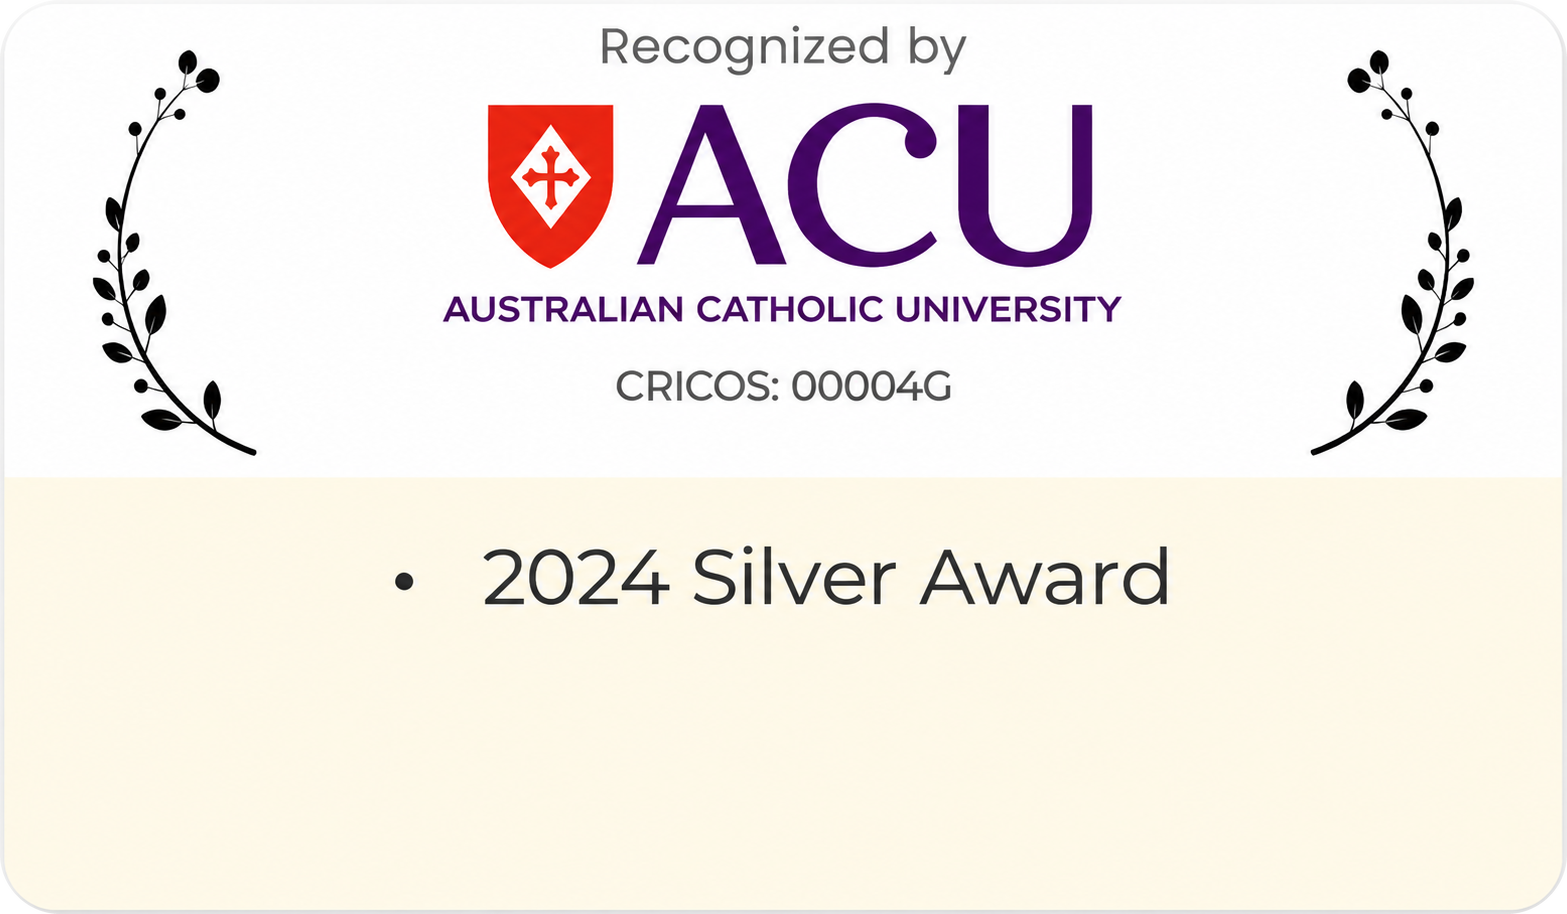 Recognized by
ACU
AUSTRALIAN CATHOLIC UNIVERSITY
CRICOS: 00004G
• 2024 Silver Award